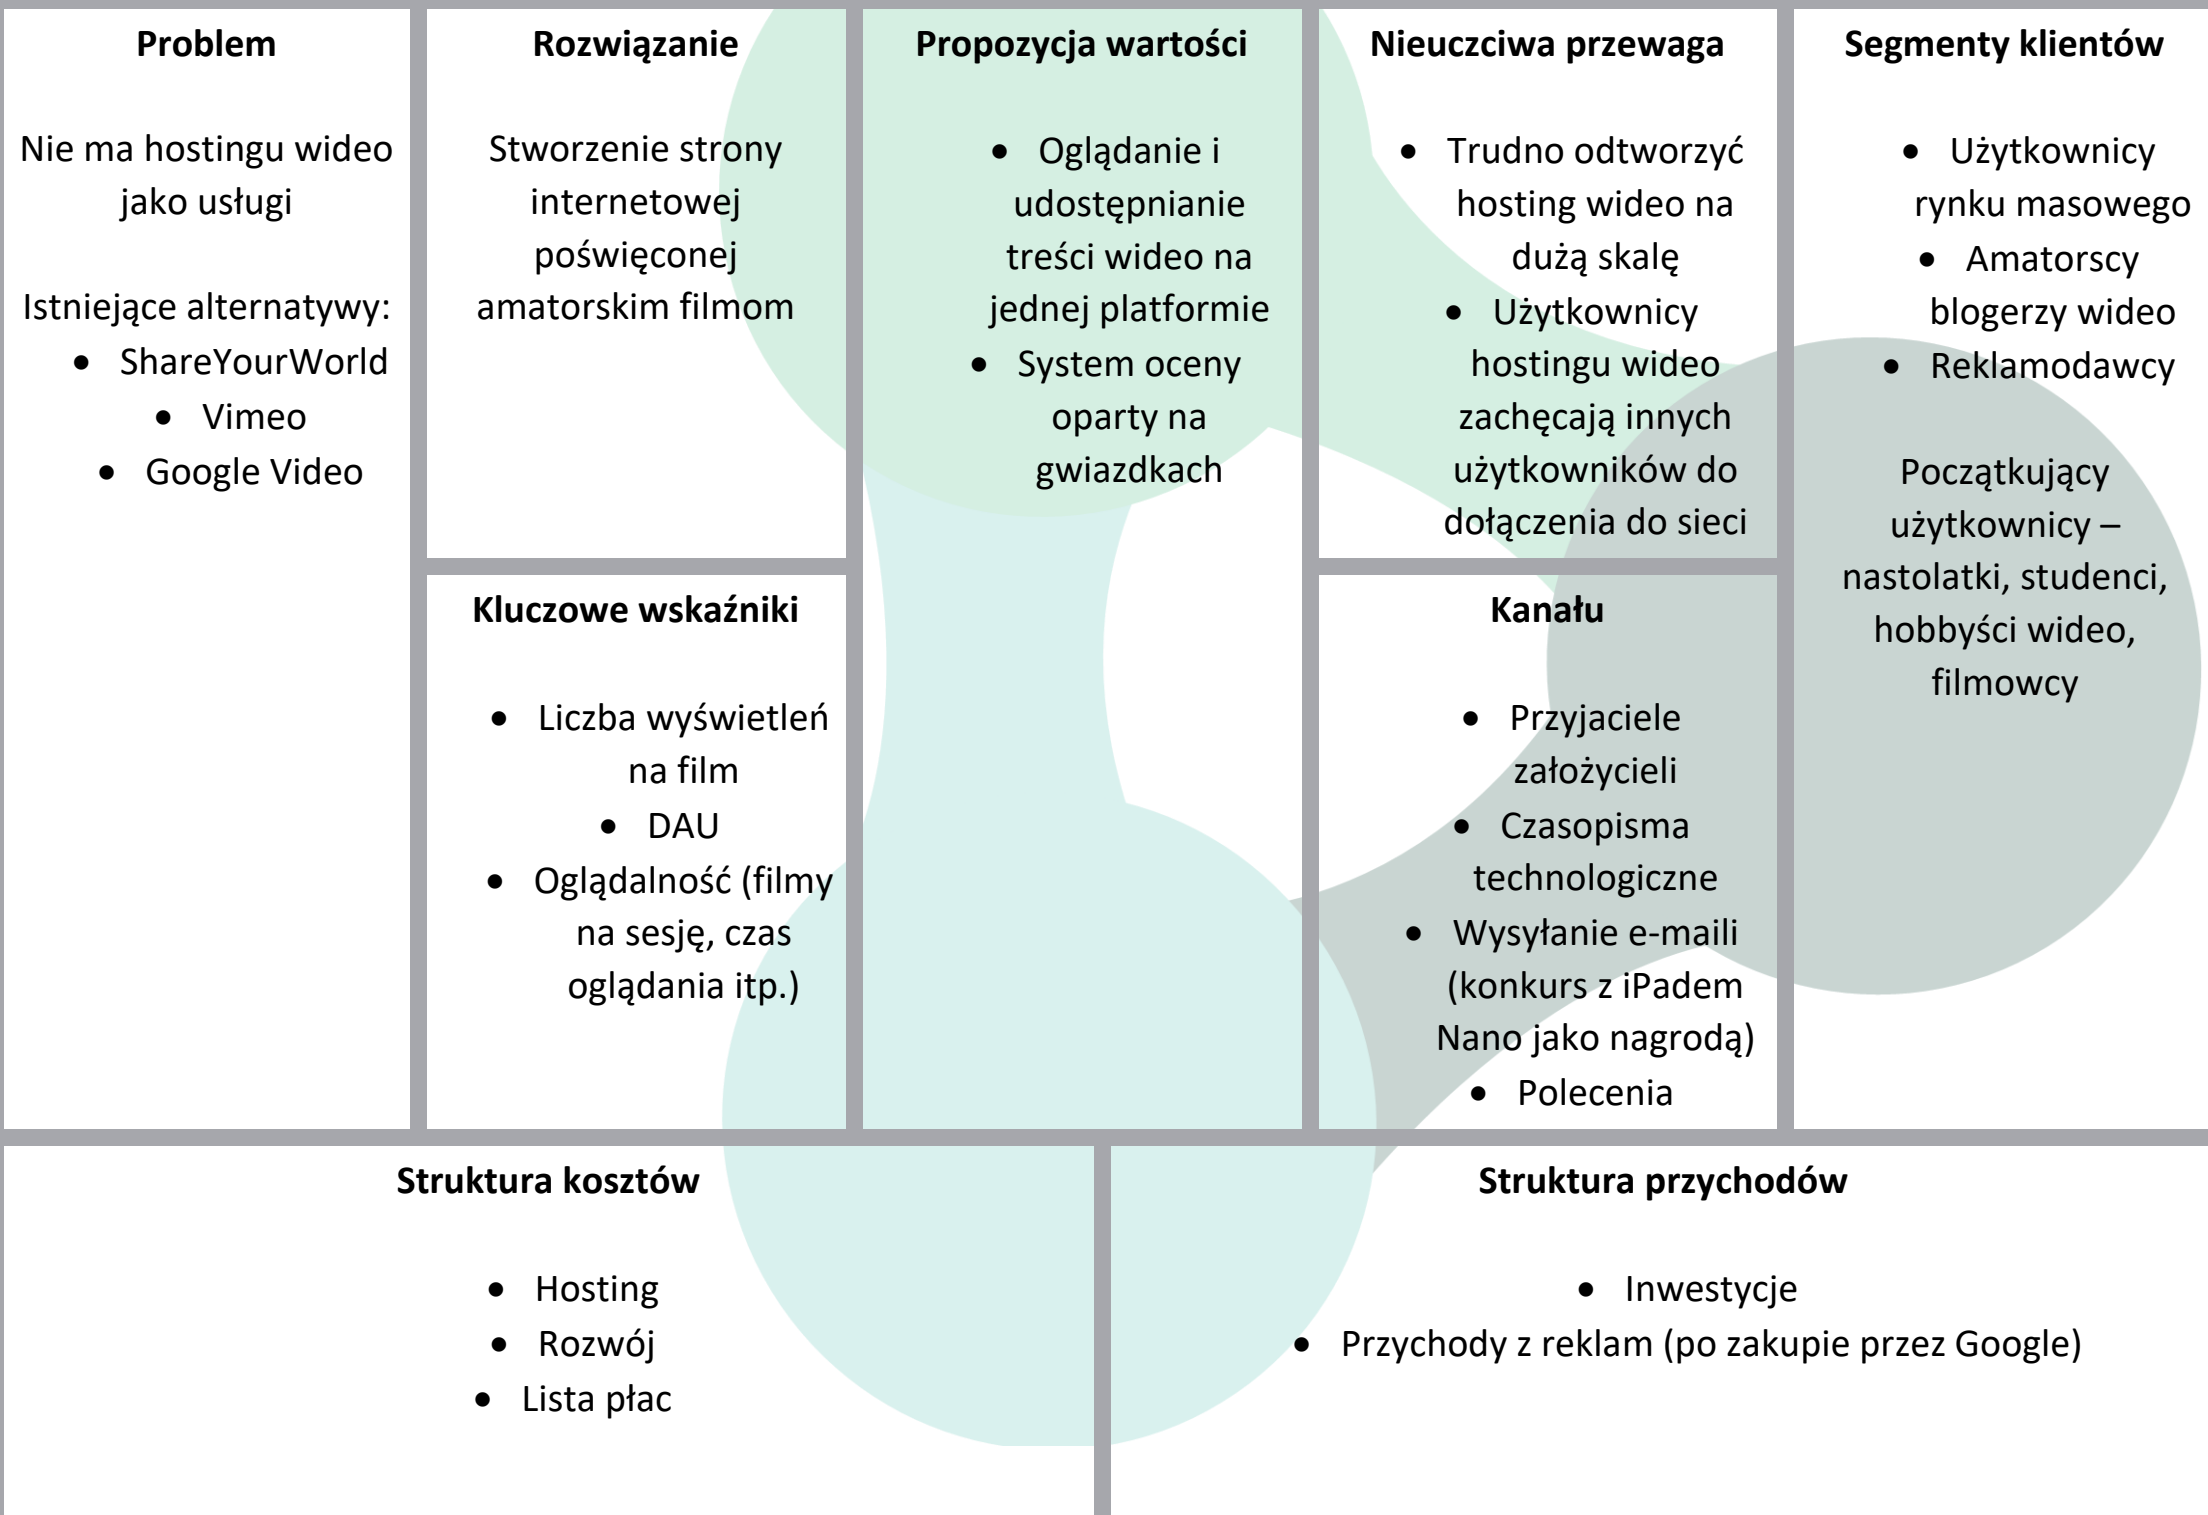 Problem
Nie ma hostingu wideo
jako usługi
Istniejące alternatywy:
• ShareYourWorld
• Vimeo
• Google Video
Rozwiązanie
Stworzenie strony
internetowej
poświęconej
amatorskim filmom
Kluczowe wskaźniki
• Liczba wyświetleń
na film
• DAU
• Oglądalność (filmy
na sesję, czas
oglądania itp.)
Propozycja wartości
• Oglądanie i
udostępnianie
treści wideo na
jednej platformie
• System oceny
oparty na
gwiazdkach
Nieuczciwa przewaga
• Trudno odtworzyć
hosting wideo na
dużą skalę
• Użytkownicy
hostingu wideo
zachęcają innych
użytkowników do
dołączenia do sieci
Kanału
• Przyjaciele
założycieli
• Czasopisma
technologiczne
• Wysyłanie e-maili
(konkurs z iPadem
Nano jako nagrodą)
• Polecenia
Segmenty klientów
• Użytkownicy
rynku masowego
• Amatorscy
blogerzy wideo
• Reklamodawcy
Początkujący
użytkownicy –
nastolatki, studenci,
hobbyści wideo,
filmowcy
Struktura kosztów
• Hosting
• Rozwój
• Lista płac
Struktura przychodów
• Inwestycje
• Przychody z reklam (po zakupie przez Google)